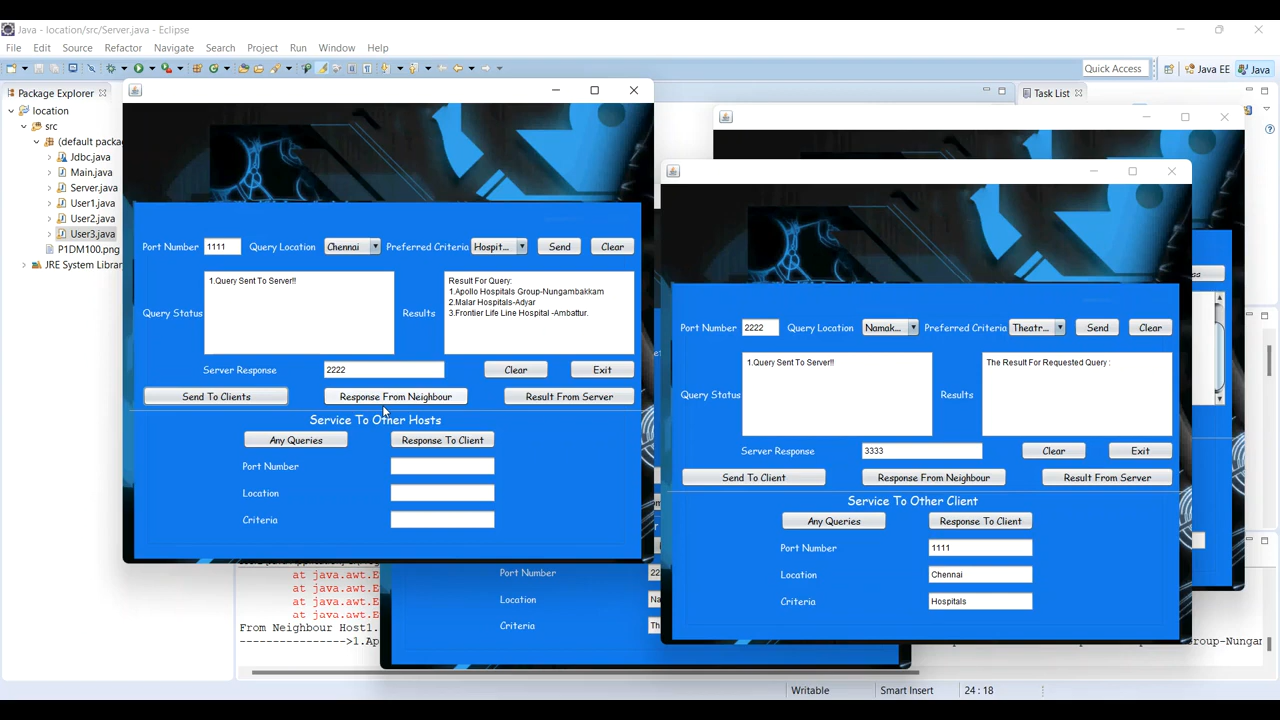 Java - location/src/Server.java - Eclipse
File Edit Source Refactor Navigate Search Project Run Window Help
Quick Access Java EE Java
Package Explorer
Task List
location
src
(default packa
Jdbc.java
Main.java
Server.java
User1.java
User2.java
User3.java
P1DM100.png
JRE System Librar
Port Number 1111 Query Location Chennai Preferred Criteria Hospit... Send Clear
Query Status
1.Query Sent To Server!!
Results
Result For Query:
1.Apollo Hospitals Group-Nungambakkam
2.Malar Hospitals-Adyar
3.Frontier Life Line Hospital -Ambattur.
Server Response 2222 Clear Exit
Send To Clients Response From Neighbour Result From Server
Service To Other Hosts
Any Queries Response To Client
Port Number
Location
Criteria
Port Number 2222 Query Location Namak... Preferred Criteria Theatr... Send Clear
Query Status
1.Query Sent To Server!!
Results
The Result For Requested Query :
Server Response 3333 Clear Exit
Send To Client Response From Neighbour Result From Server
Service To Other Client
Any Queries Response To Client
Port Number 1111
Location Chennai
Criteria Hospitals
Port Number 22
Location Na
Criteria Th
at java.awt.E
at java.awt.E
at java.awt.E
at java.awt.E
From Neighbour Host1.
--------------->1.Ap
roup-Nungam
Writable Smart Insert 24 : 18